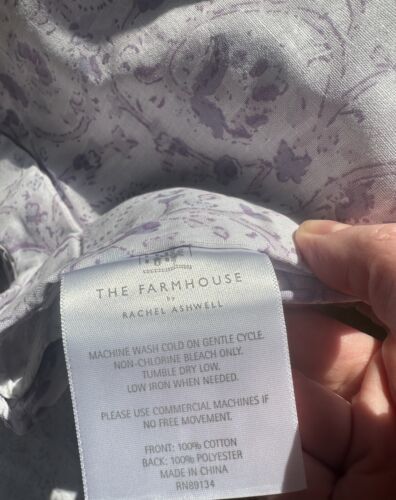 THE FARMHOUSE
BY
RACHEL ASHWELL
MACHINE WASH COLD ON GENTLE CYCLE.
NON-CHLORINE BLEACH ONLY.
TUMBLE DRY LOW.
LOW IRON WHEN NEEDED.
PLEASE USE COMMERCIAL MACHINES IF
NO FREE MOVEMENT.
FRONT: 100% COTTON
BACK: 100% POLYESTER
MADE IN CHINA
RN89134